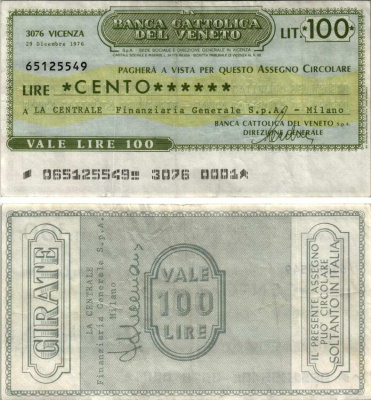 LA
BANCA CATTOLICA
DEL VENETO
3076 VICENZA
29 Dicembre 1976
LIT. *100*
65125549
PAGHERÀ A VISTA PER QUESTO ASSEGNO CIRCOLARE
LIRE *CENTO******
A LA CENTRALE Finanziaria Generale S.p.A. - Milano
BANCA CATTOLICA DEL VENETO S.p.A.
DIREZIONE GENERALE
VALE LIRE 100
065125549 3076 0001
GIRATE
LA CENTRALE
Finanziaria Generale S.p.A.
Milano
VALE
100
LIRE
IL PRESENTE ASSEGNO
PUO' CIRCOLARE
SOLTANTO IN ITALIA